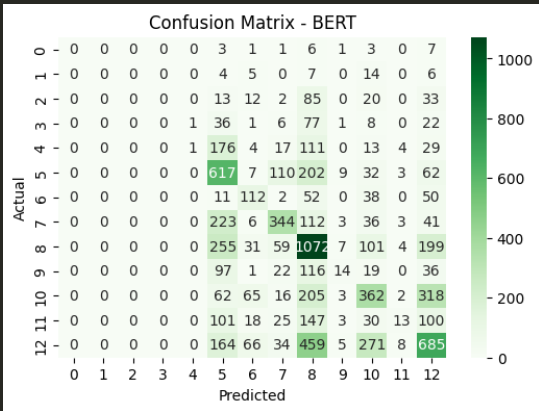 Confusion Matrix - BERT
0 0 0 0 0 0 3 1 1 6 1 3 0 7
1 0 0 0 0 0 4 5 0 7 0 14 0 6
2 0 0 0 0 0 13 12 2 85 0 20 0 33
3 0 0 0 0 1 36 1 6 77 1 8 0 22
4 0 0 0 0 1 176 4 17 111 0 13 4 29
5 0 0 0 0 0 617 7 110 202 9 32 3 62
6 0 0 0 0 0 11 112 2 52 0 38 0 50
7 0 0 0 0 0 223 6 344 112 3 36 3 41
8 0 0 0 0 0 255 31 59 1072 7 101 4 199
9 0 0 0 0 0 97 1 22 116 14 19 0 36
10 0 0 0 0 0 62 65 16 205 3 362 2 318
11 0 0 0 0 0 101 18 25 147 3 30 13 100
12 0 0 0 0 0 164 66 34 459 5 271 8 685
0 1 2 3 4 5 6 7 8 9 10 11 12
Predicted
Actual
1000
800
600
400
200
0